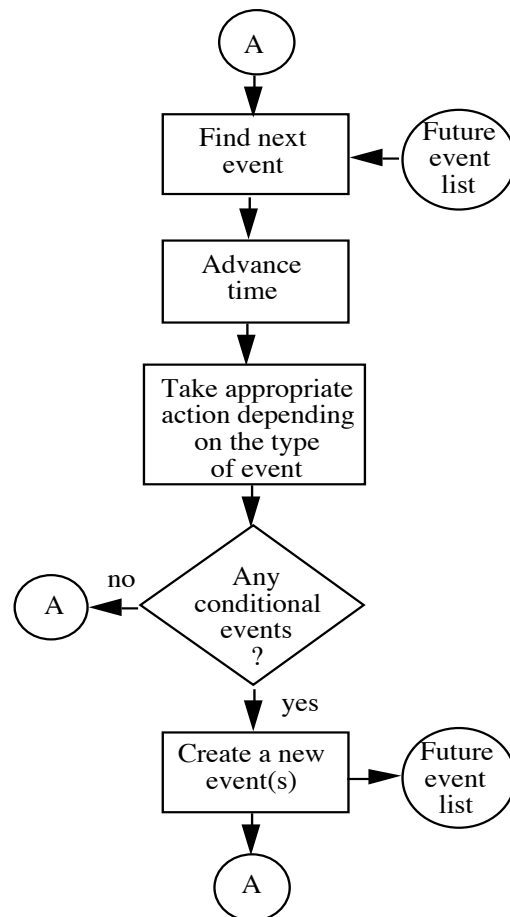 A
Find next
event
Future
event
list
Advance
time
Take appropriate
action depending
on the type
of event
no
A
Any
conditional
events
?
yes
Create a new
event(s)
Future
event
list
A